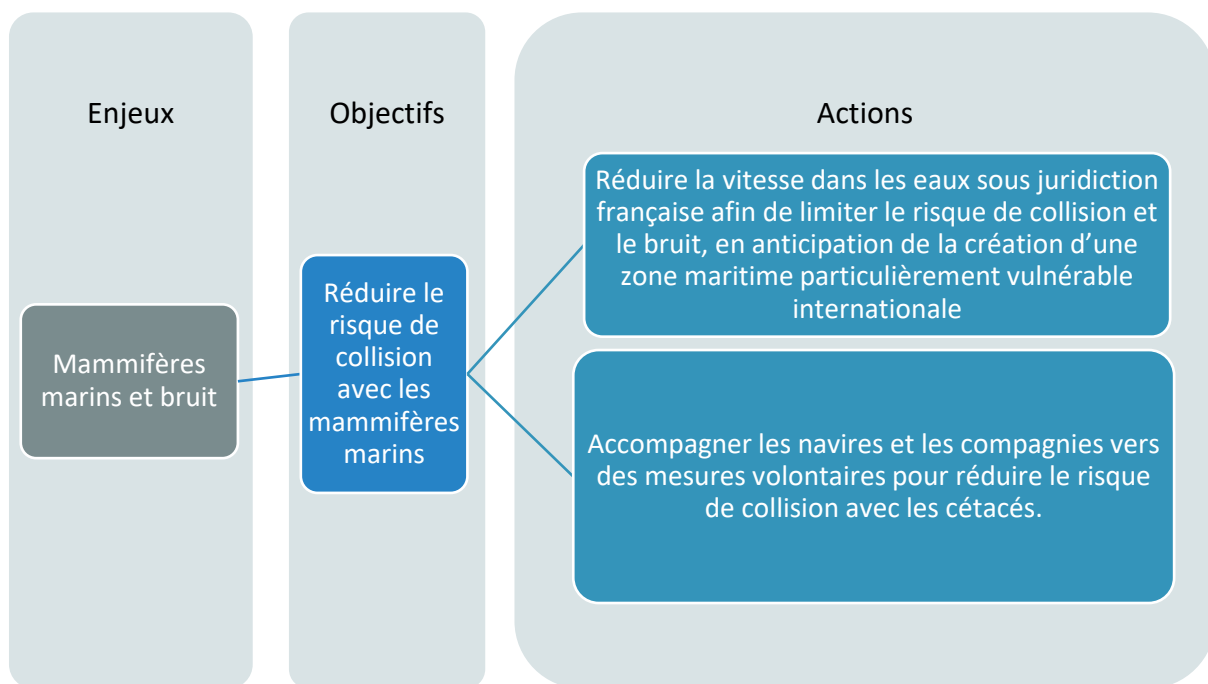 Enjeux
Objectifs
Actions
Mammifères
marins et bruit
Réduire le
risque de
collision
avec les
mammifères
marins
Réduire la vitesse dans les eaux sous juridiction
française afin de limiter le risque de collision et
le bruit, en anticipation de la création d’une
zone maritime particulièrement vulnérable
internationale
Accompagner les navires et les compagnies vers
des mesures volontaires pour réduire le risque
de collision avec les cétacés.